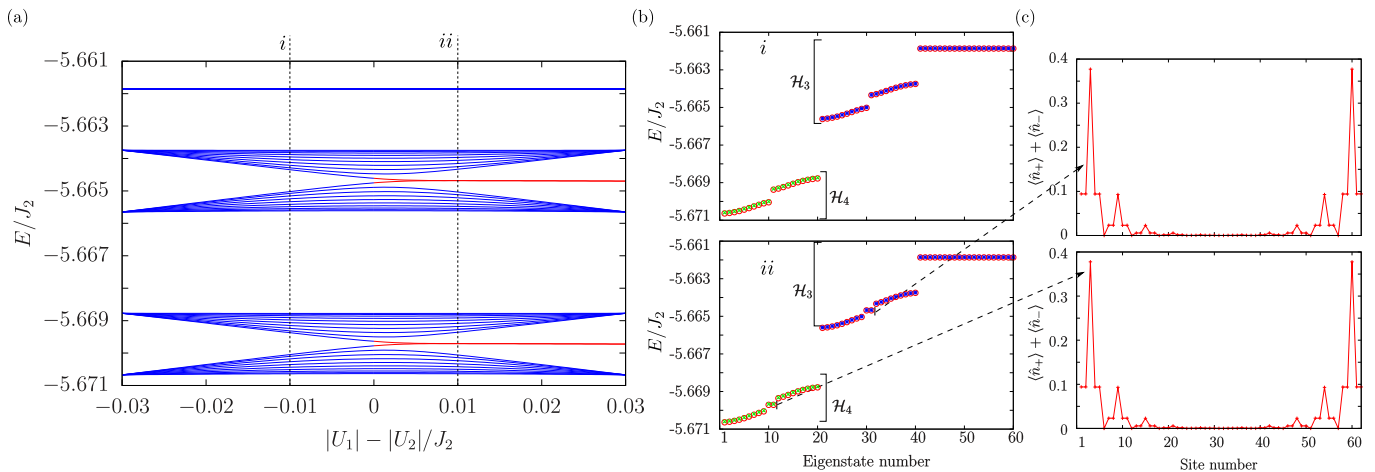 (a)
i
ii
−5.661
−5.663
−5.665
−5.667
−5.669
−5.671
E/J₂
−0.03
−0.02
−0.01
0
0.01
0.02
0.03
|U₁| − |U₂|/J₂
(b)
-5.661
-5.663
-5.665
-5.667
-5.669
-5.671
E/J₂
i
ℋ₃
ℋ₄
-5.661
-5.663
-5.665
-5.667
-5.669
-5.671
E/J₂
ii
ℋ₃
ℋ₄
1 10 20 30 40 50 60
Eigenstate number
(c)
0.4
0.3
0.2
0.1
0
⟨n̂₊⟩ + ⟨n̂₋⟩
0.4
0.3
0.2
0.1
0
⟨n̂₊⟩ + ⟨n̂₋⟩
1 10 20 30 40 50 60
Site number